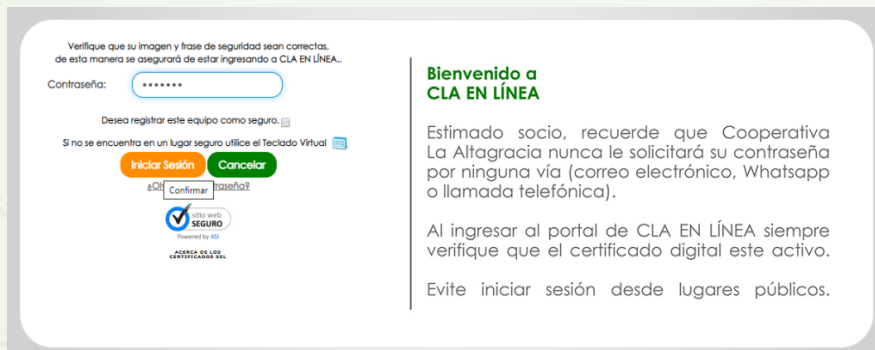 Verifique que su imagen y frase de seguridad sean correctas,
de esta manera se asegurará de estar ingresando a CLA EN LÍNEA..
Contraseña:
Desea registrar este equipo como seguro.
Si no se encuentra en un lugar seguro utilice el Teclado Virtual
Iniciar Sesión Cancelar
Confirmar
sitio web
SEGURO
Powered by ASI
ACERCA DE LOS
CERTIFICADOS SSL
Bienvenido a
CLA EN LÍNEA
Estimado socio, recuerde que Cooperativa
La Altagracia nunca le solicitará su contraseña
por ninguna vía (correo electrónico, Whatsapp
o llamada telefónica).
Al ingresar al portal de CLA EN LÍNEA siempre
verifique que el certificado digital este activo.
Evite iniciar sesión desde lugares públicos.